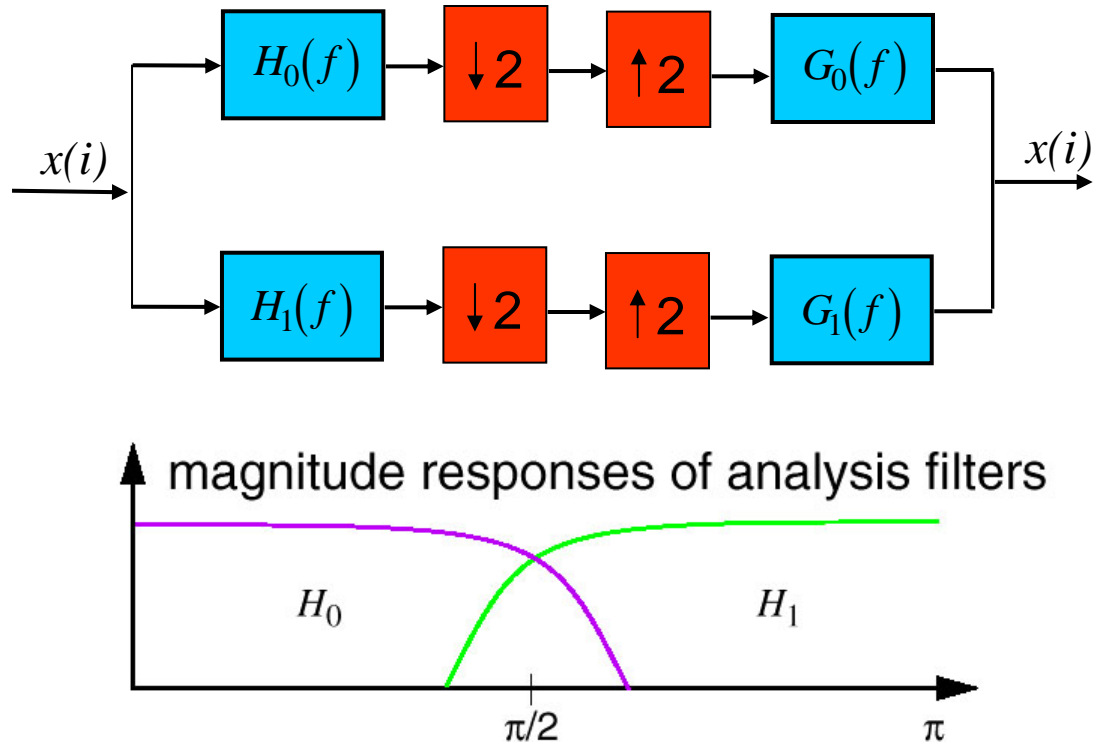 H₀(f) ↓2 ↑2 G₀(f)
x(i) x(i)
H₁(f) ↓2 ↑2 G₁(f)
magnitude responses of analysis filters
H₀ H₁
π/2 π